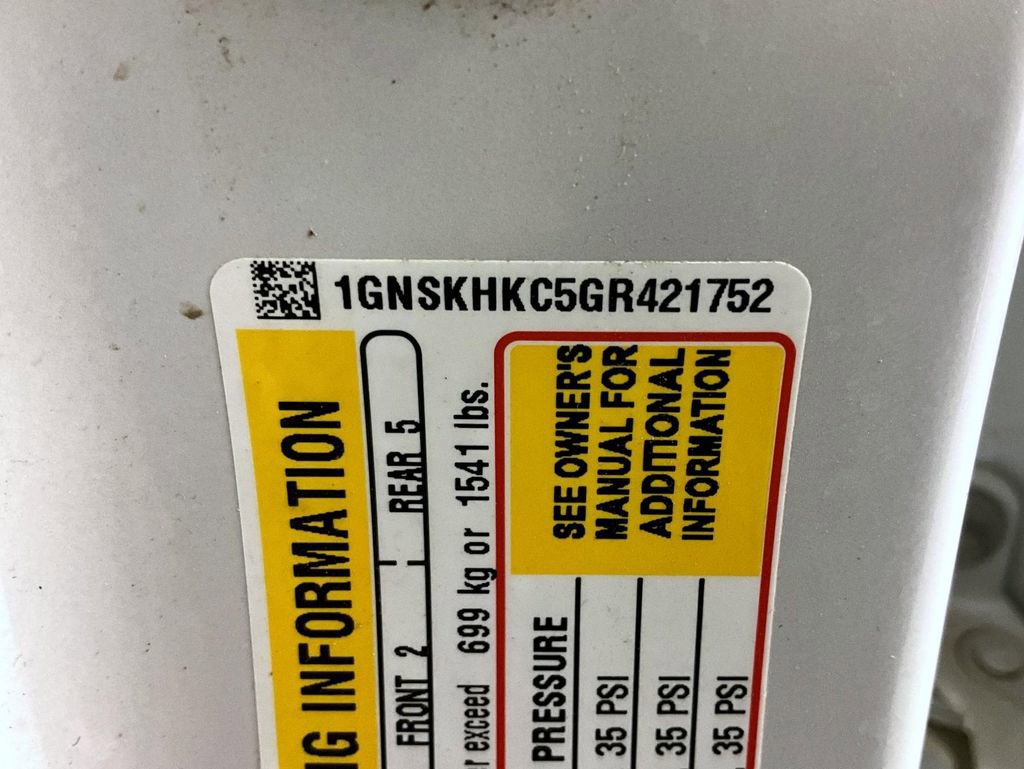 1GNSKHKC5GR421752
INFORMATION
FRONT 2
REAR 5
exceed 699 kg or 1541 lbs.
SEE OWNER'S
MANUAL FOR
ADDITIONAL
INFORMATION
PRESSURE
35 PSI
35 PSI
35 PSI